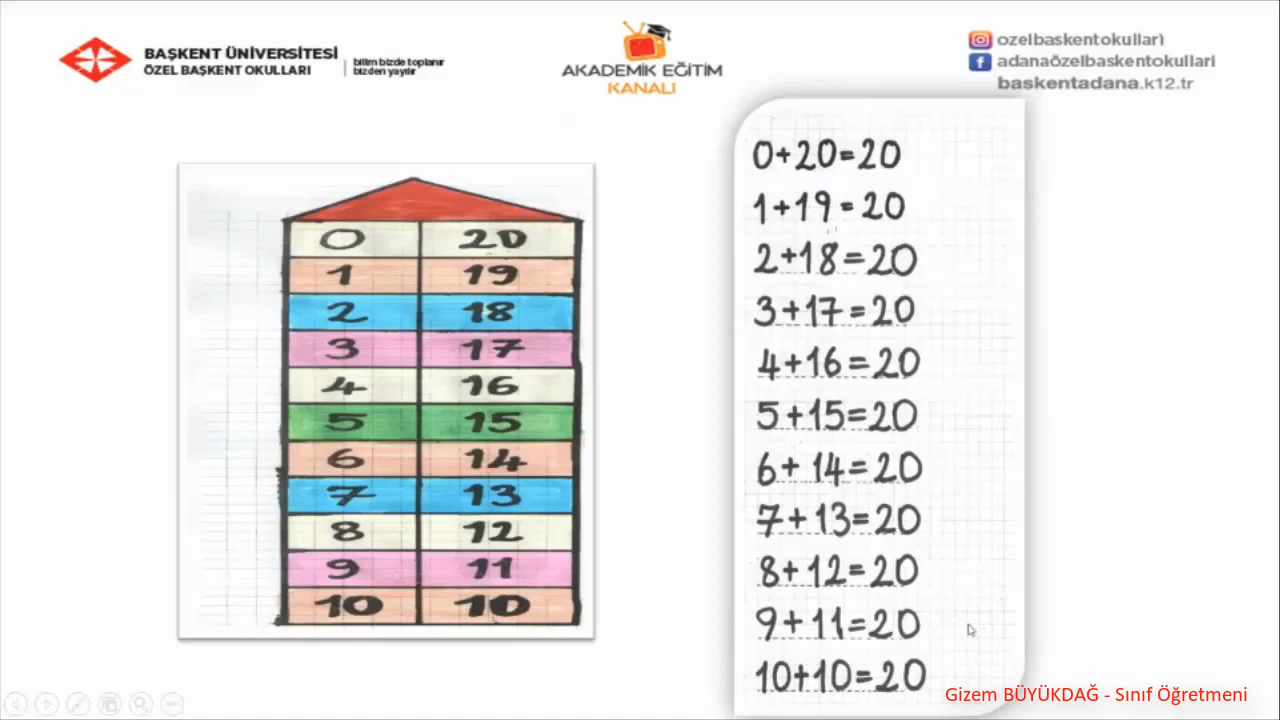 BAŞKENT ÜNİVERSİTESİ
ÖZEL BAŞKENT OKULLARI
bilim bizde toplanır
bizden yayılır
AKADEMİK EĞİTİM
KANALI
ozelbaskentokullari
adanaözelbaskentokullari
baskentadana.k12.tr
0 20
1 19
2 18
3 17
4 16
5 15
6 14
7 13
8 12
9 11
10 10
0+20=20
1+19=20
2+18=20
3+17=20
4+16=20
5+15=20
6+14=20
7+13=20
8+12=20
9+11=20
10+10=20
Gizem BÜYÜKDAĞ - Sınıf Öğretmeni